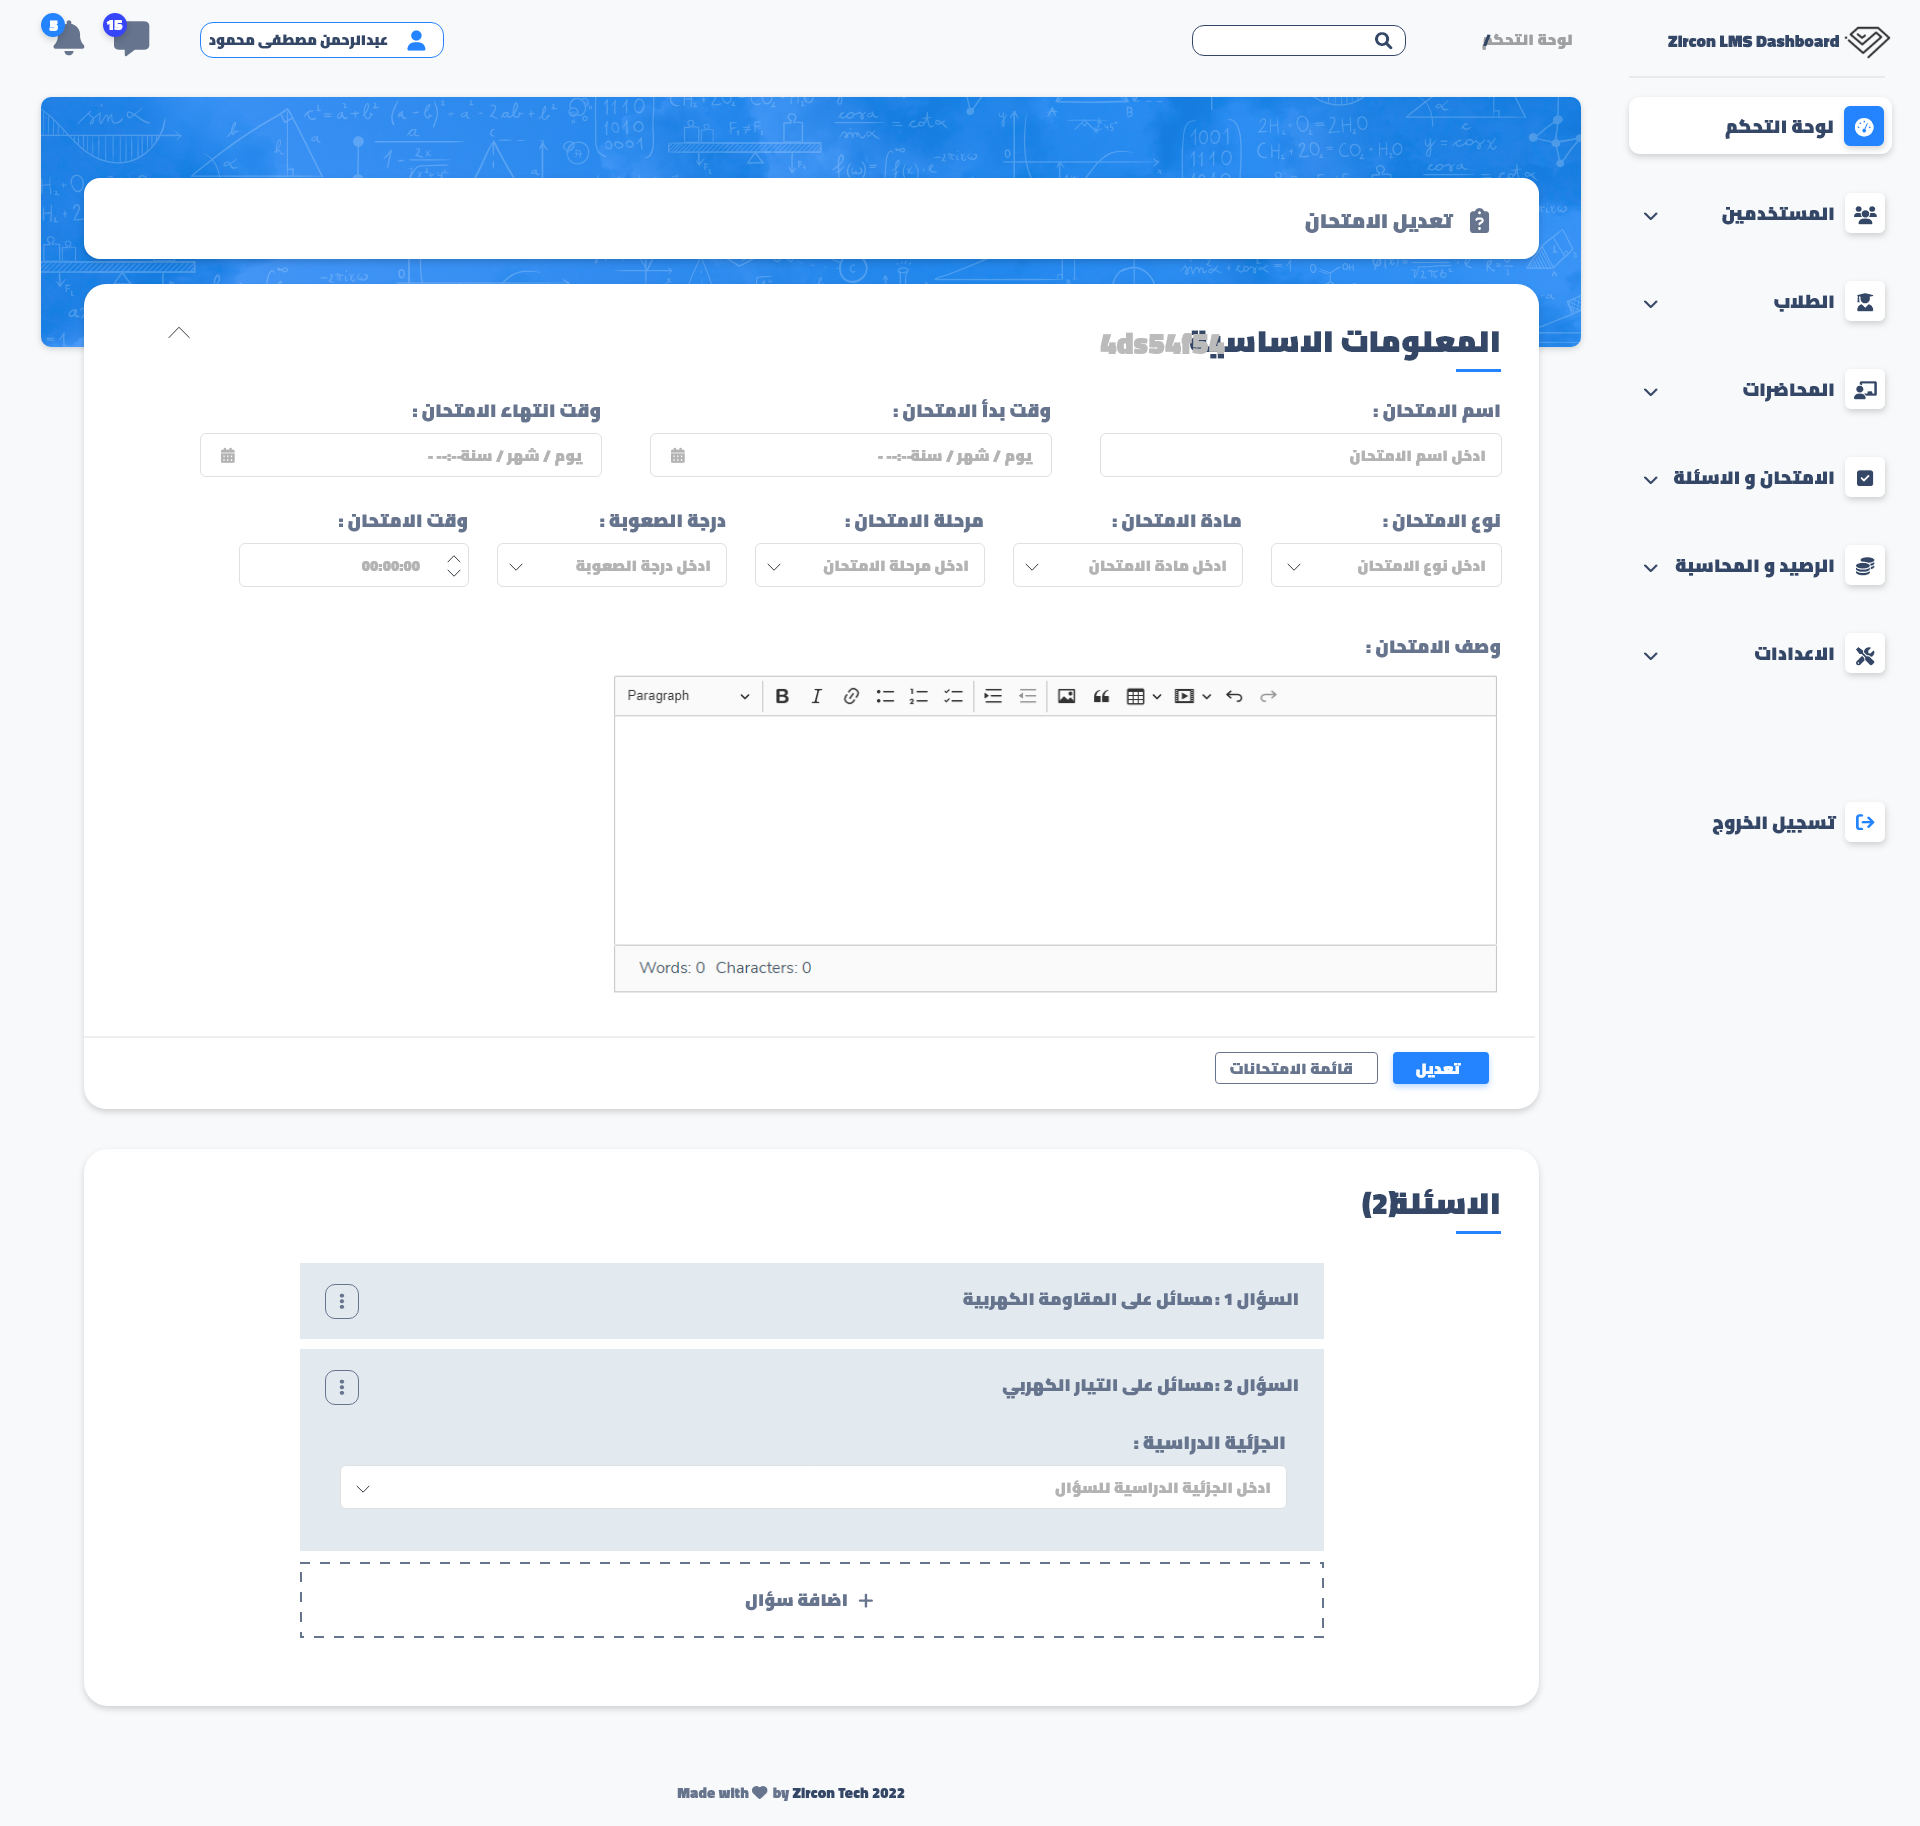 Zircon LMS Dashboard
لوحة التحكم /
عبدالرحمن مصطفى محمود
15
5
لوحة التحكم
المستخدمين
الطلاب
المحاضرات
الامتحان و الاسئلة
الرصيد و المحاسبة
الاعدادات
تسجيل الخروج
تعديل الامتحان
المعلومات الاساسية 4ds54f54
اسم الامتحان :
وقت بدأ الامتحان :
وقت انتهاء الامتحان :
ادخل اسم الامتحان
يوم / شهر / سنة--:-- -
يوم / شهر / سنة--:-- -
نوع الامتحان :
مادة الامتحان :
مرحلة الامتحان :
درجة الصعوبة :
وقت الامتحان :
ادخل نوع الامتحان
ادخل مادة الامتحان
ادخل مرحلة الامتحان
ادخل درجة الصعوبة
00:00:00
وصف الامتحان :
Paragraph
Words: 0 Characters: 0
تعديل
قائمة الامتحانات
الاسئلة(2)
السؤال 1 :مسائل على المقاومة الكهربية
السؤال 2 :مسائل على التيار الكهربي
الجزئية الدراسية :
ادخل الجزئية الدراسية للسؤال
+ اضافة سؤال
Made with by Zircon Tech 2022